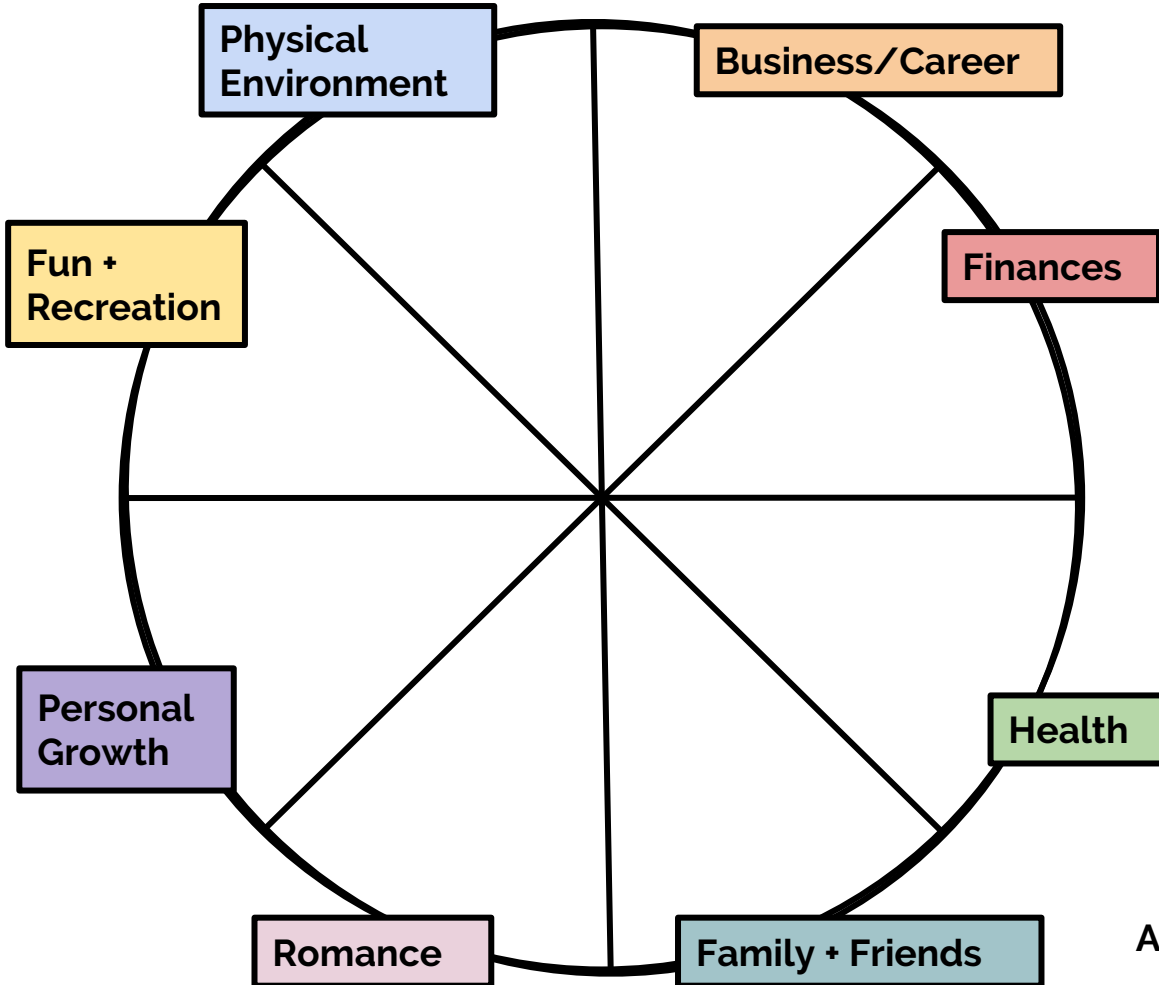 Physical
Environment
Business/Career
Fun +
Recreation
Finances
Personal
Growth
Health
Romance
Family + Friends
A